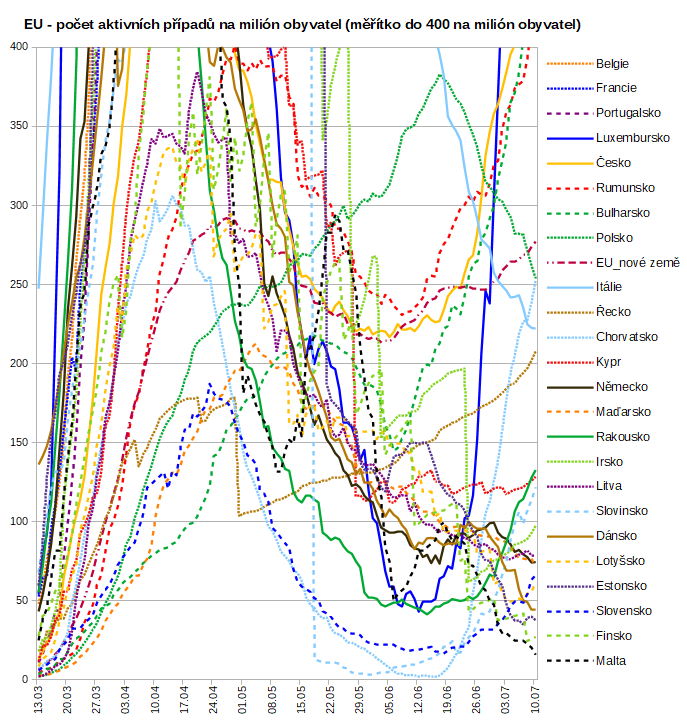 EU - počet aktivních případů na milión obyvatel (měřítko do 400 na milión obyvatel)
400
350
300
250
200
150
100
50
0
13.03
20.03
27.03
03.04
10.04
17.04
24.04
01.05
08.05
15.05
22.05
29.05
05.06
12.06
19.06
26.06
03.07
10.07
Belgie
Francie
Portugalsko
Luxembursko
Česko
Rumunsko
Bulharsko
Polsko
EU_nové země
Itálie
Řecko
Chorvatsko
Kypr
Německo
Maďarsko
Rakousko
Irsko
Litva
Slovinsko
Dánsko
Lotyšsko
Estonsko
Slovensko
Finsko
Malta